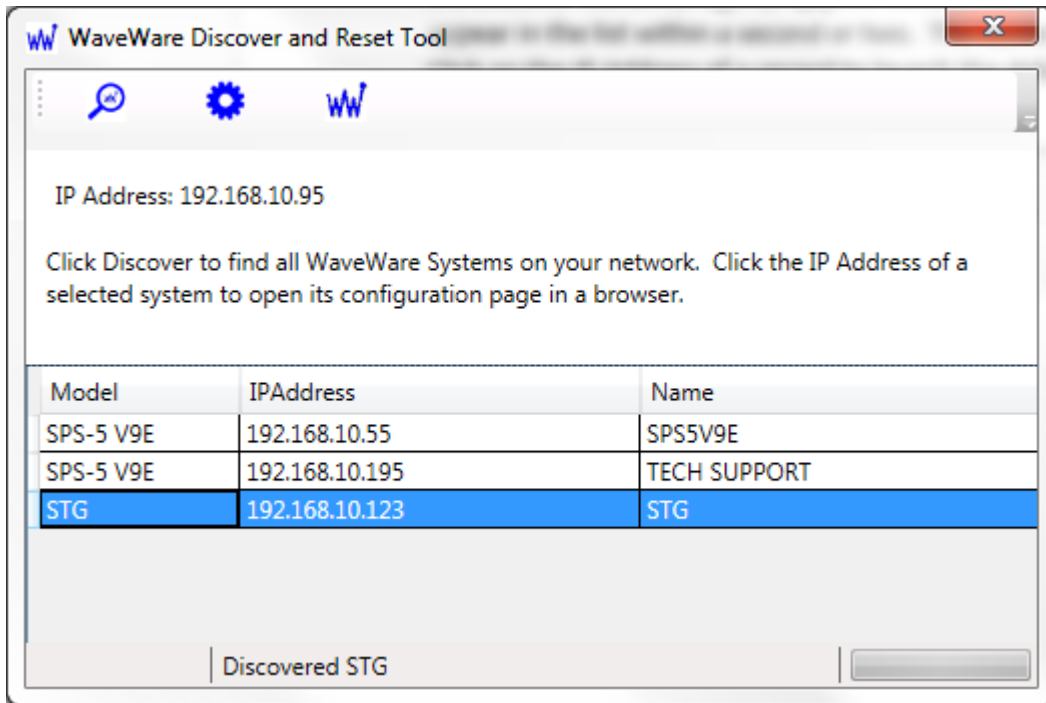 WaveWare Discover and Reset Tool
IP Address: 192.168.10.95
Click Discover to find all WaveWare Systems on your network. Click the IP Address of a
selected system to open its configuration page in a browser.
Model IPAddress Name
SPS-5 V9E 192.168.10.55 SPS5V9E
SPS-5 V9E 192.168.10.195 TECH SUPPORT
STG 192.168.10.123 STG
Discovered STG